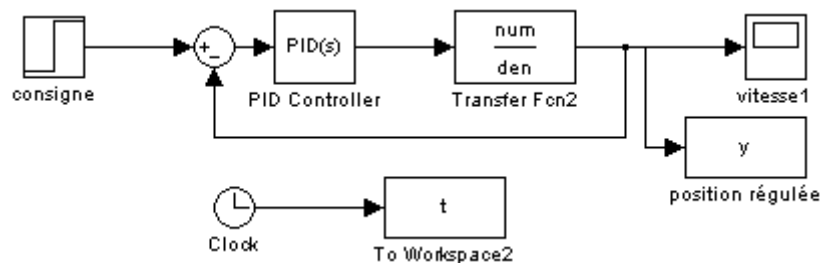 consigne
+
-
PID(s)
PID Controller
num
den
Transfer Fcn2
vitesse1
y
position régulée
Clock
t
To Workspace2